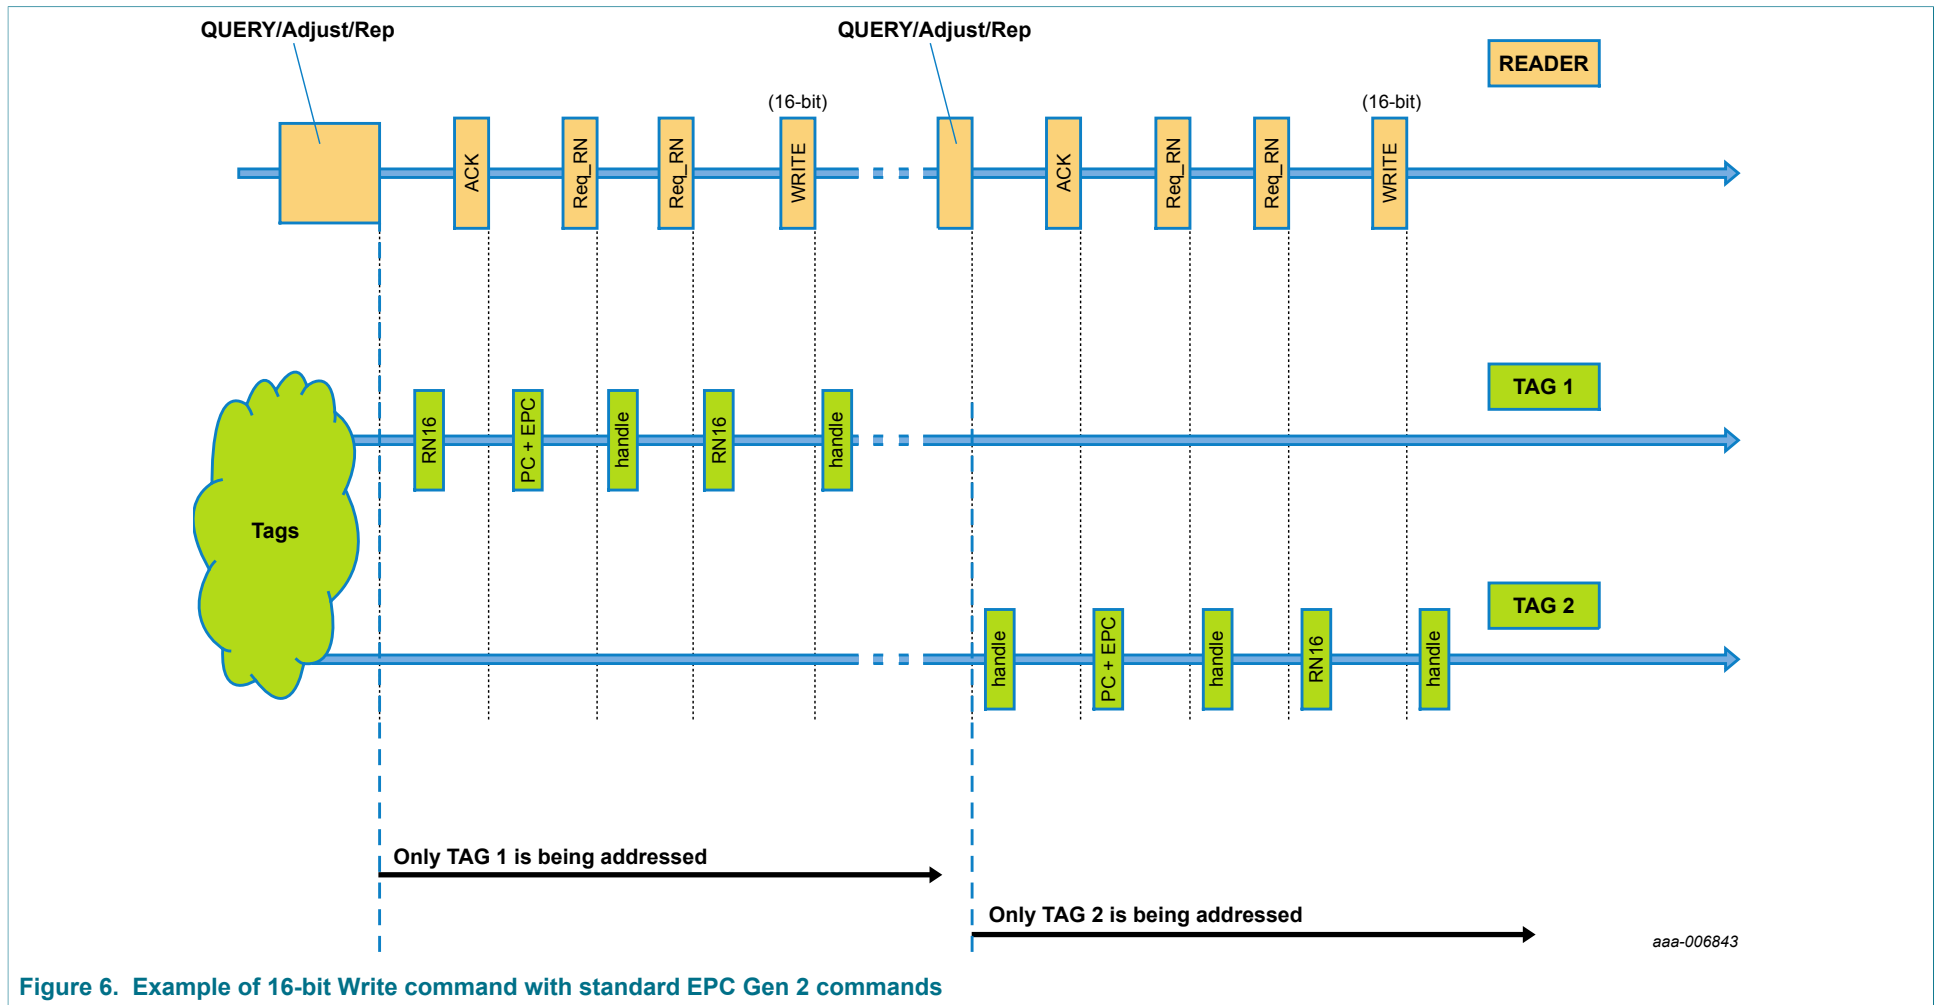 QUERY/Adjust/Rep
QUERY/Adjust/Rep
READER
(16-bit)
(16-bit)
ACK
Req_RN
Req_RN
WRITE
ACK
Req_RN
Req_RN
WRITE
TAG 1
RN16
PC + EPC
handle
RN16
handle
Tags
TAG 2
handle
PC + EPC
handle
RN16
handle
Only TAG 1 is being addressed
Only TAG 2 is being addressed
aaa-006843
Figure 6. Example of 16-bit Write command with standard EPC Gen 2 commands